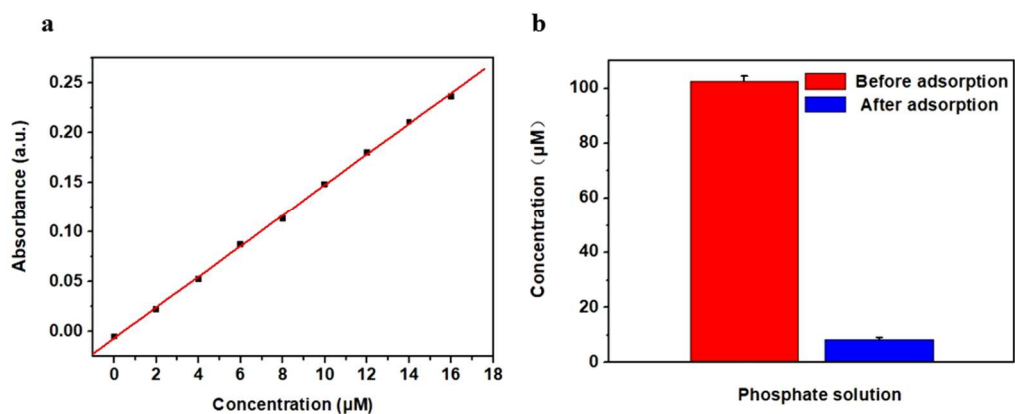 a
Absorbance (a.u.)
0.25
0.20
0.15
0.10
0.05
0.00
0 2 4 6 8 10 12 14 16 18
Concentration (μM)
b
Concentration（μM）
100
80
60
40
20
0
Before adsorption
After adsorption
Phosphate solution